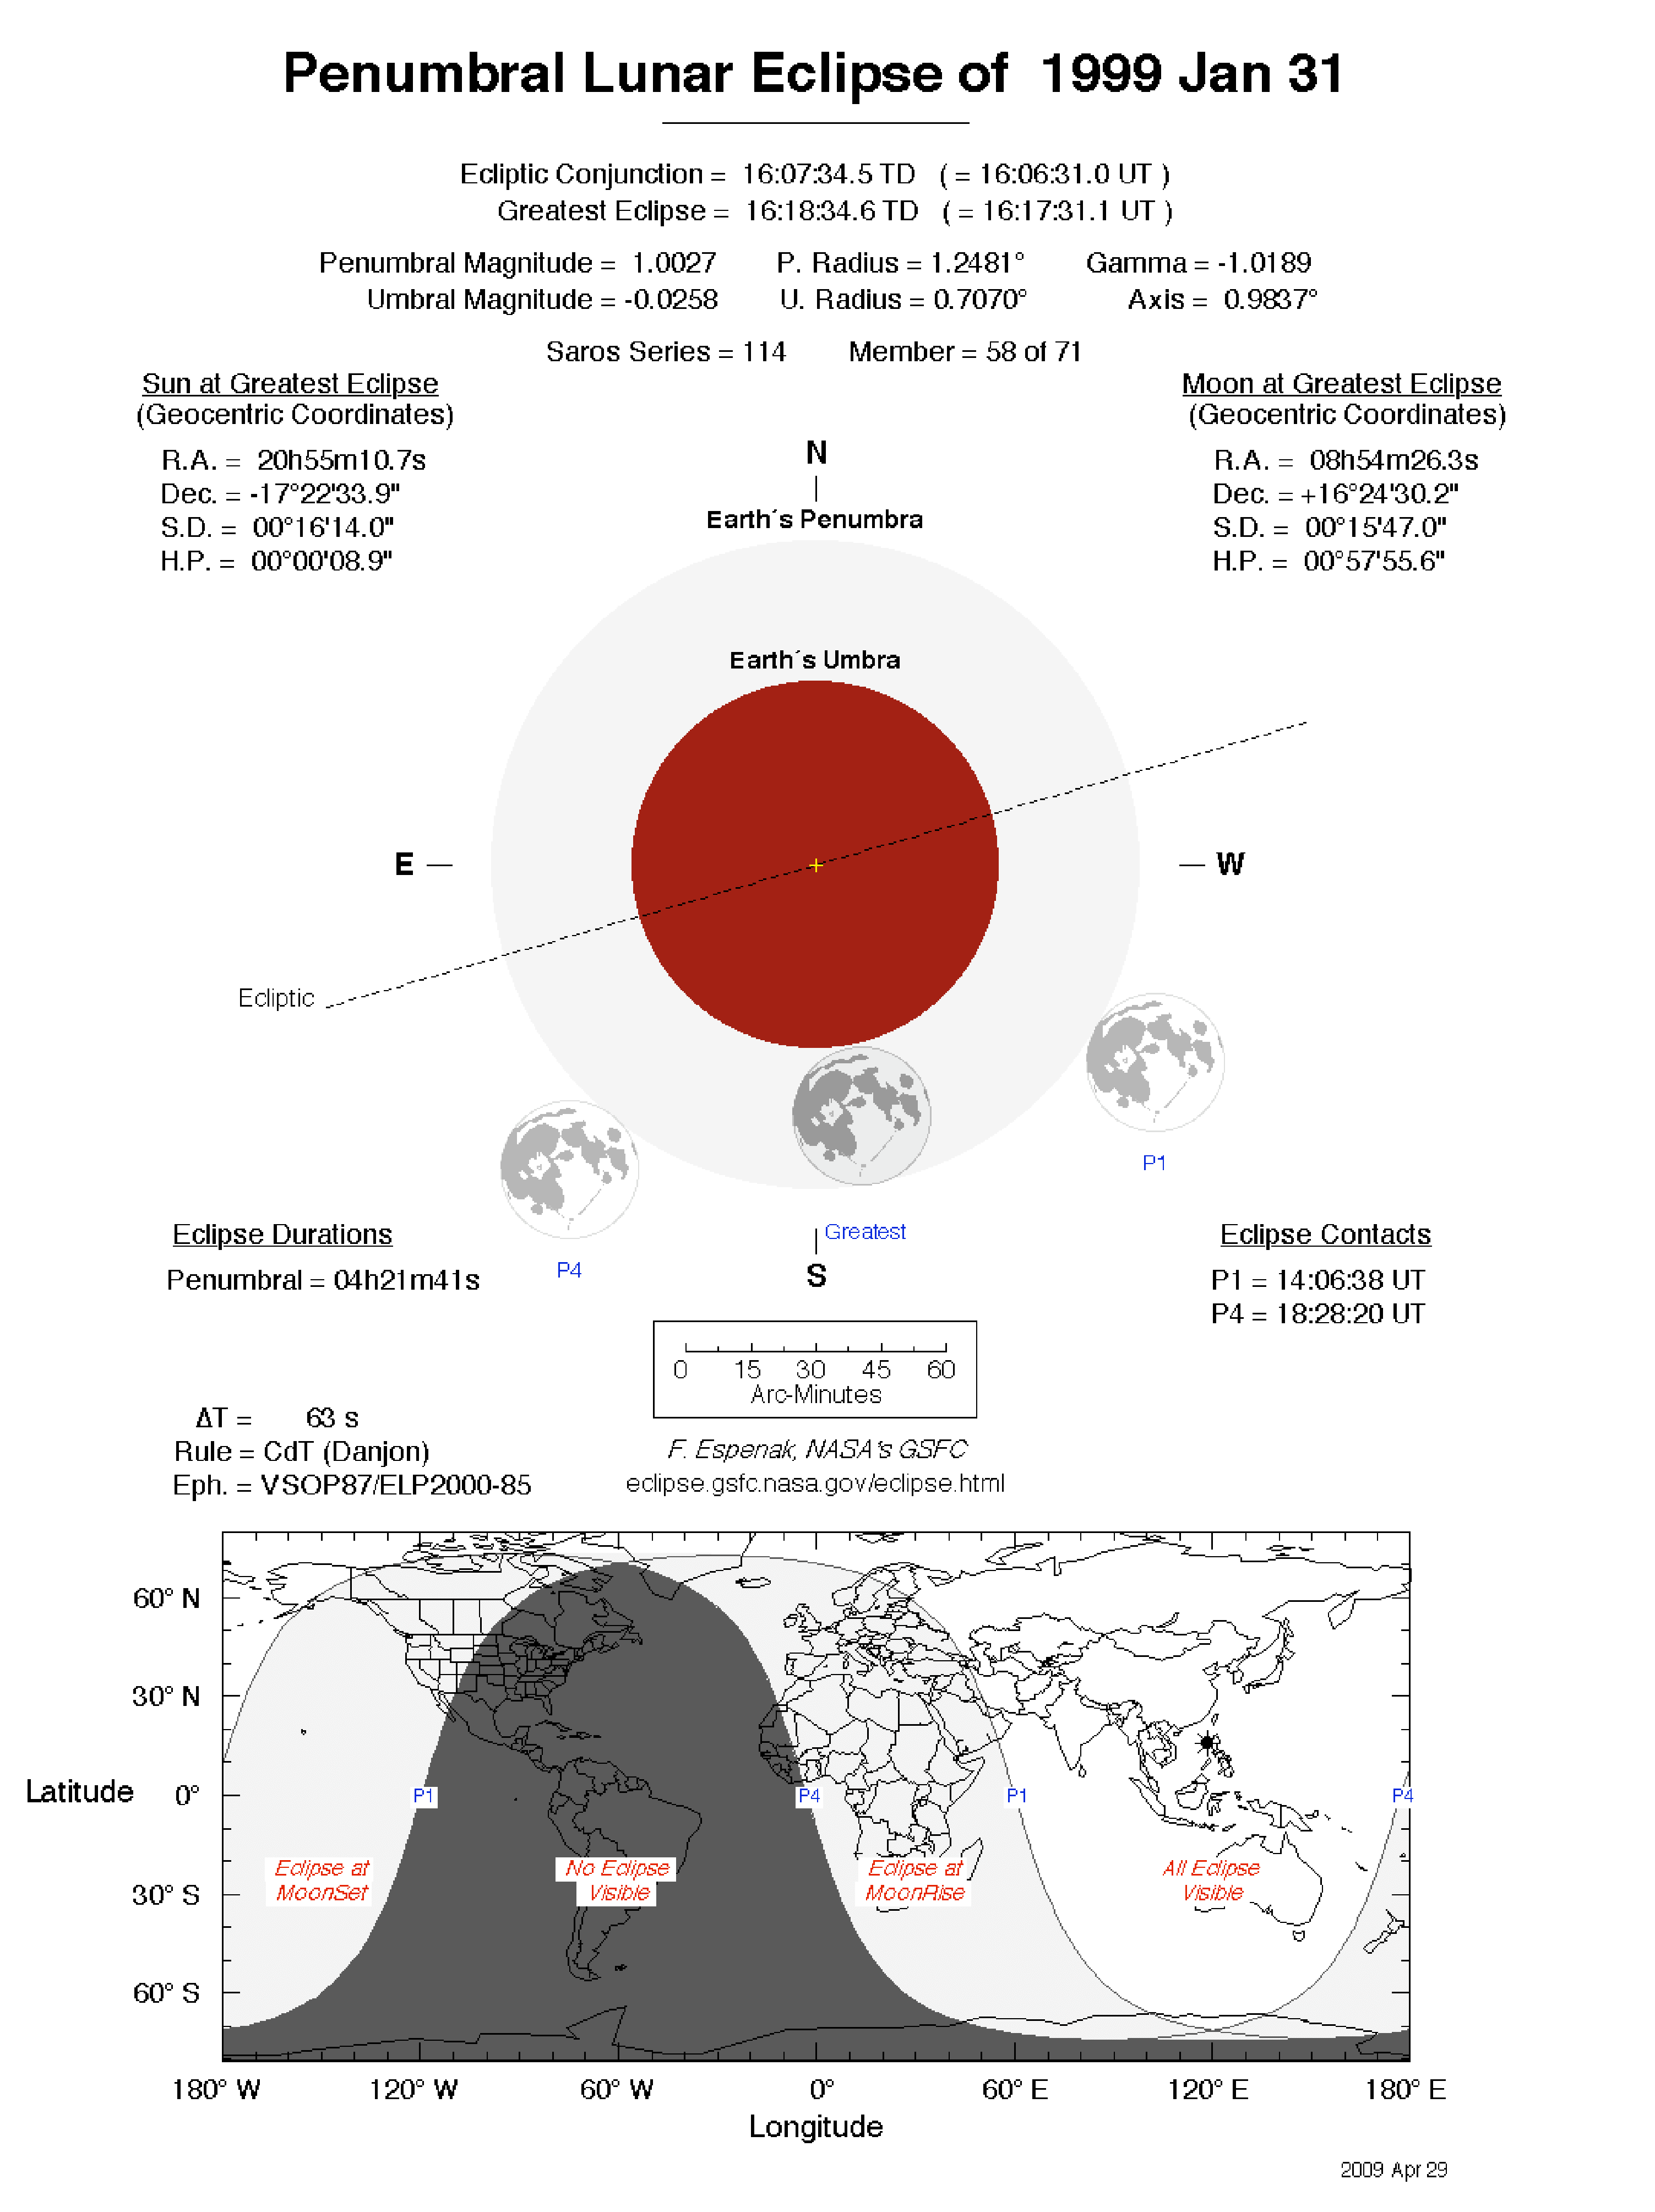 Penumbral Lunar Eclipse of 1999 Jan 31
Ecliptic Conjunction = 16:07:34.5 TD ( = 16:06:31.0 UT )
Greatest Eclipse = 16:18:34.6 TD ( = 16:17:31.1 UT )
Penumbral Magnitude = 1.0027 P. Radius = 1.2481° Gamma = -1.0189
Umbral Magnitude = -0.0258 U. Radius = 0.7070° Axis = 0.9837°
Saros Series = 114 Member = 58 of 71
Sun at Greatest Eclipse
(Geocentric Coordinates)
R.A. = 20h55m10.7s
Dec. = -17°22'33.9"
S.D. = 00°16'14.0"
H.P. = 00°00'08.9"
Moon at Greatest Eclipse
(Geocentric Coordinates)
R.A. = 08h54m26.3s
Dec. = +16°24'30.2"
S.D. = 00°15'47.0"
H.P. = 00°57'55.6"
N
Earth´s Penumbra
Earth´s Umbra
E
W
Ecliptic
P1
Greatest
P4
S
Eclipse Durations
Penumbral = 04h21m41s
Eclipse Contacts
P1 = 14:06:38 UT
P4 = 18:28:20 UT
0 15 30 45 60
Arc-Minutes
ΔT = 63 s
Rule = CdT (Danjon)
Eph. = VSOP87/ELP2000-85
F. Espenak, NASA's GSFC
eclipse.gsfc.nasa.gov/eclipse.html
60° N
30° N
Latitude
0°
30° S
60° S
P1
P4
P1
P4
Eclipse at
MoonSet
No Eclipse
Visible
Eclipse at
MoonRise
All Eclipse
Visible
180° W 120° W 60° W 0° 60° E 120° E 180° E
Longitude
2009 Apr 29